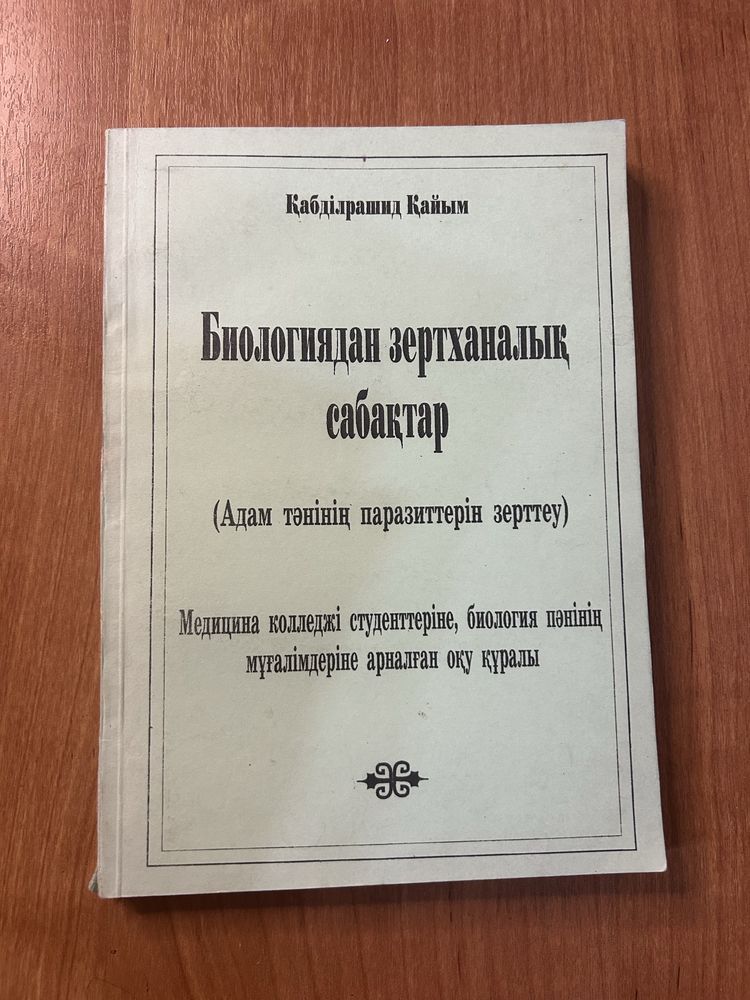 Қабділрашид Қайым
Биологиядан зертханалық
сабақтар
(Адам тәнінің паразиттерін зерттеу)
Медицина колледжі студенттеріне, биология пәнінің
мұғалімдеріне арналған оқу құралы